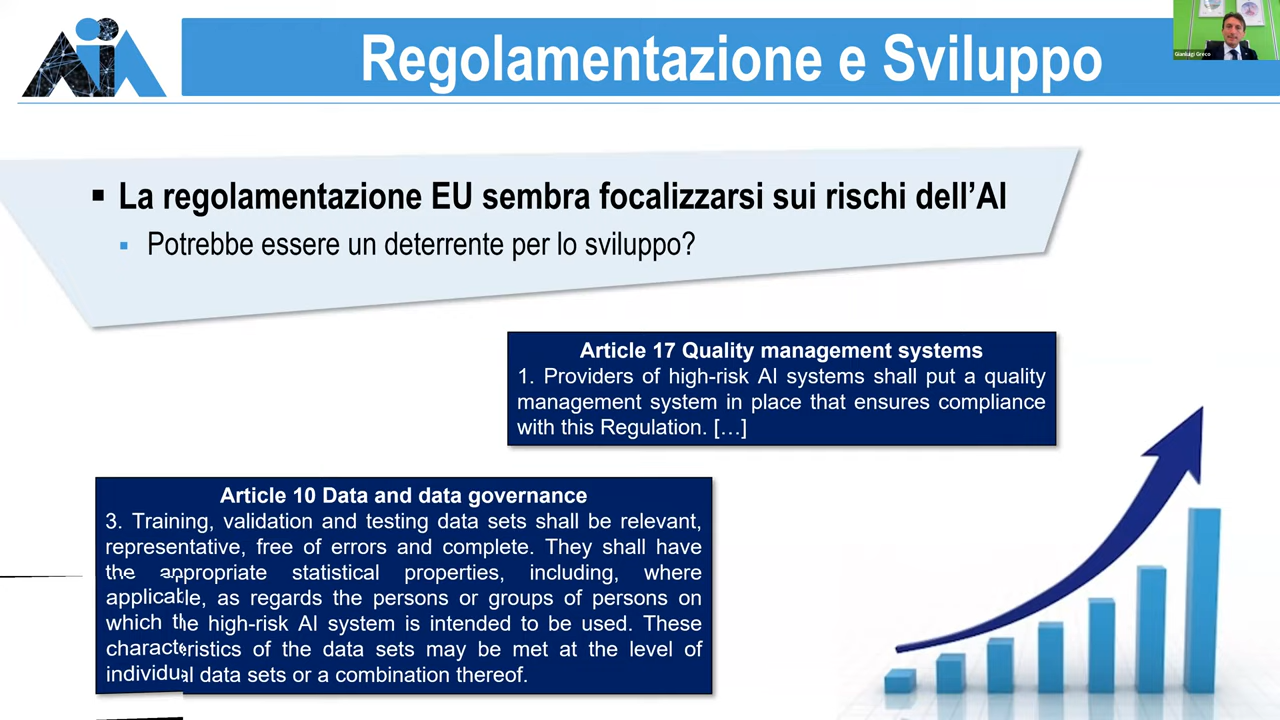 AIA
Regolamentazione e Sviluppo
Gianluigi Greco
▪ La regolamentazione EU sembra focalizzarsi sui rischi dell’AI
▪ Potrebbe essere un deterrente per lo sviluppo?
Article 17 Quality management systems
1. Providers of high-risk AI systems shall put a quality
management system in place that ensures compliance
with this Regulation. […]
Article 10 Data and data governance
3. Training, validation and testing data sets shall be relevant,
representative, free of errors and complete. They shall have
the appropriate statistical properties, including, where
applicable, as regards the persons or groups of persons on
which the high-risk AI system is intended to be used. These
characteristics of the data sets may be met at the level of
individual data sets or a combination thereof.